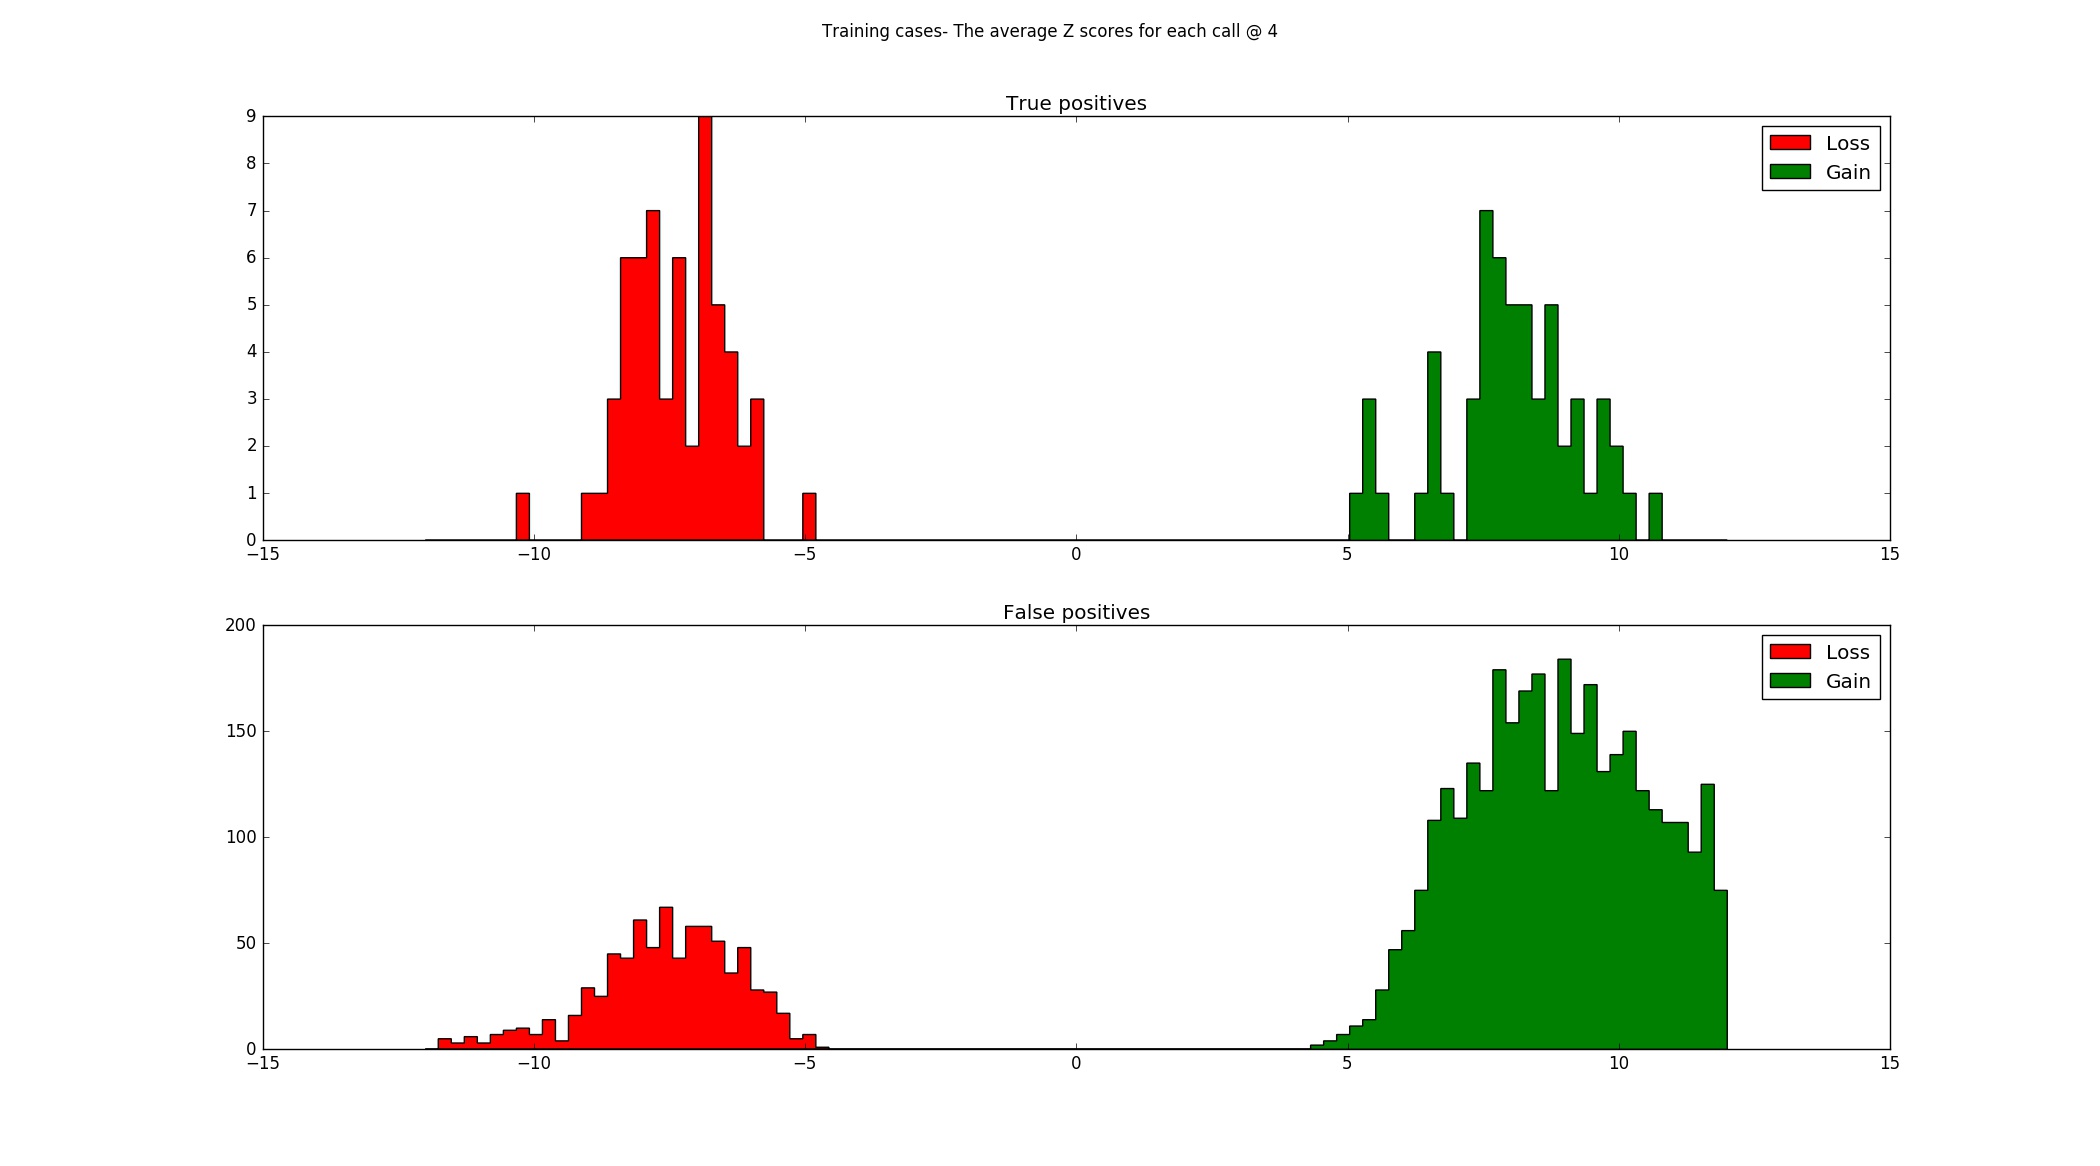 Training cases- The average Z scores for each call @ 4
True positives
9
8
7
6
5
4
3
2
1
0
−15 −10 −5 0 5 10 15
Loss
Gain
False positives
200
150
100
50
0
−15 −10 −5 0 5 10 15
Loss
Gain